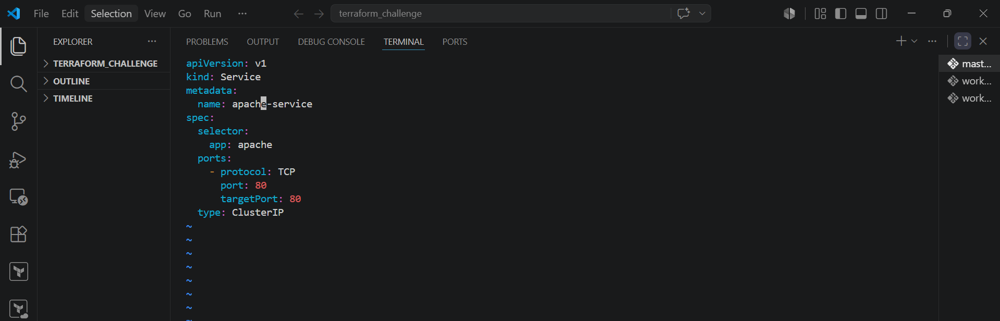 File Edit Selection View Go Run ··· terraform_challenge
EXPLORER ···
TERRAFORM_CHALLENGE
OUTLINE
TIMELINE
PROBLEMS OUTPUT DEBUG CONSOLE TERMINAL PORTS
apiVersion: v1
kind: Service
metadata:
  name: apache-service
spec:
  selector:
    app: apache
  ports:
    - protocol: TCP
      port: 80
      targetPort: 80
  type: ClusterIP
~
~
~
~
~
~
~
~
mast...
work...
work...